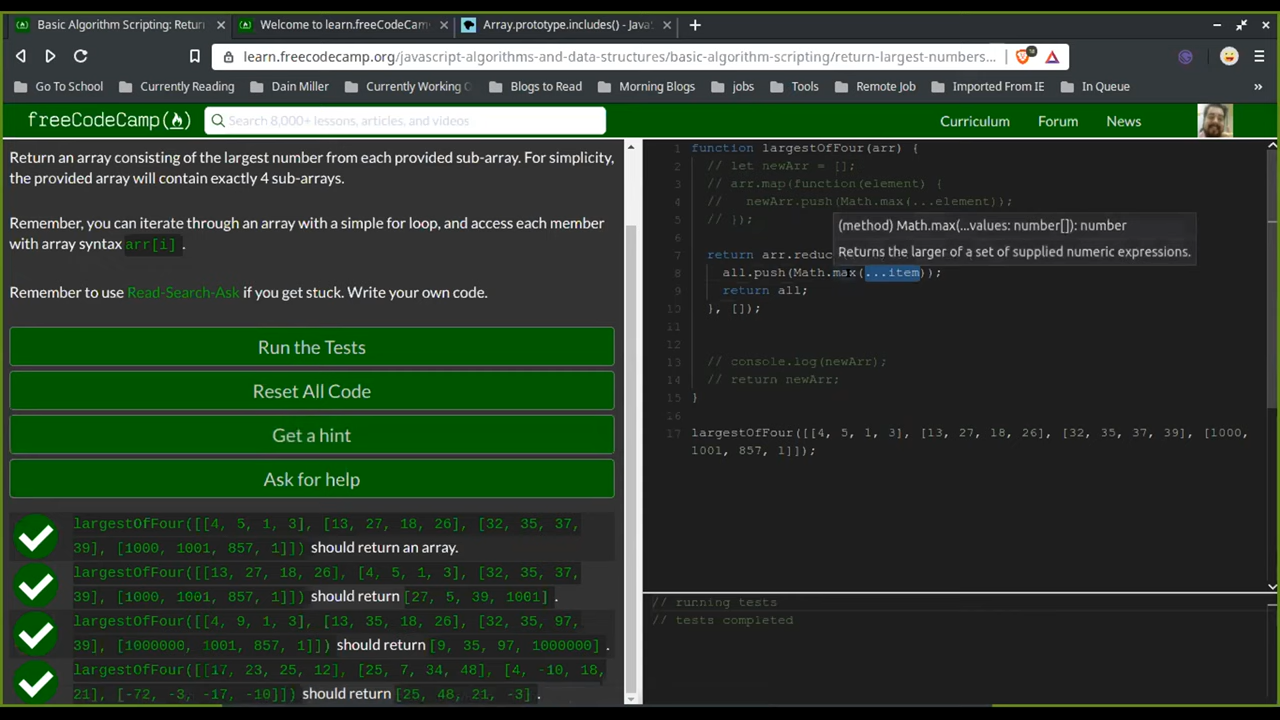 Basic Algorithm Scripting: Return
Welcome to learn.freeCodeCamp
Array.prototype.includes() - JavaS
learn.freecodecamp.org/javascript-algorithms-and-data-structures/basic-algorithm-scripting/return-largest-numbers...
Go To School
Currently Reading
Dain Miller
Currently Working O
Blogs to Read
Morning Blogs
jobs
Tools
Remote Job
Imported From IE
In Queue
»
freeCodeCamp
Search 8,000+ lessons, articles, and videos
Curriculum
Forum
News
Return an array consisting of the largest number from each provided sub-array. For simplicity,
the provided array will contain exactly 4 sub-arrays.
Remember, you can iterate through an array with a simple for loop, and access each member
with array syntax arr[i] .
Remember to use Read-Search-Ask if you get stuck. Write your own code.
Run the Tests
Reset All Code
Get a hint
Ask for help
largestOfFour([[4, 5, 1, 3], [13, 27, 18, 26], [32, 35, 37,
39], [1000, 1001, 857, 1]]) should return an array.
largestOfFour([[13, 27, 18, 26], [4, 5, 1, 3], [32, 35, 37,
39], [1000, 1001, 857, 1]]) should return [27, 5, 39, 1001] .
largestOfFour([[4, 9, 1, 3], [13, 35, 18, 26], [32, 35, 97,
39], [1000000, 1001, 857, 1]]) should return [9, 35, 97, 1000000] .
largestOfFour([[17, 23, 25, 12], [25, 7, 34, 48], [4, -10, 18,
21], [-72, -3, -17, -10]]) should return [25, 48, 21, -3] .
1 function largestOfFour(arr) {
2 // let newArr = [];
3 // arr.map(function(element) {
4 // newArr.push(Math.max(...element));
5 // });
(method) Math.max(...values: number[]): number
6
Returns the larger of a set of supplied numeric expressions.
7 return arr.reduc
8 all.push(Math.max(...item));
9 return all;
10 }, []);
11
12
13 // console.log(newArr);
14 // return newArr;
15 }
16
17 largestOfFour([[4, 5, 1, 3], [13, 27, 18, 26], [32, 35, 37, 39], [1000,
1001, 857, 1]]);
// running tests
// tests completed